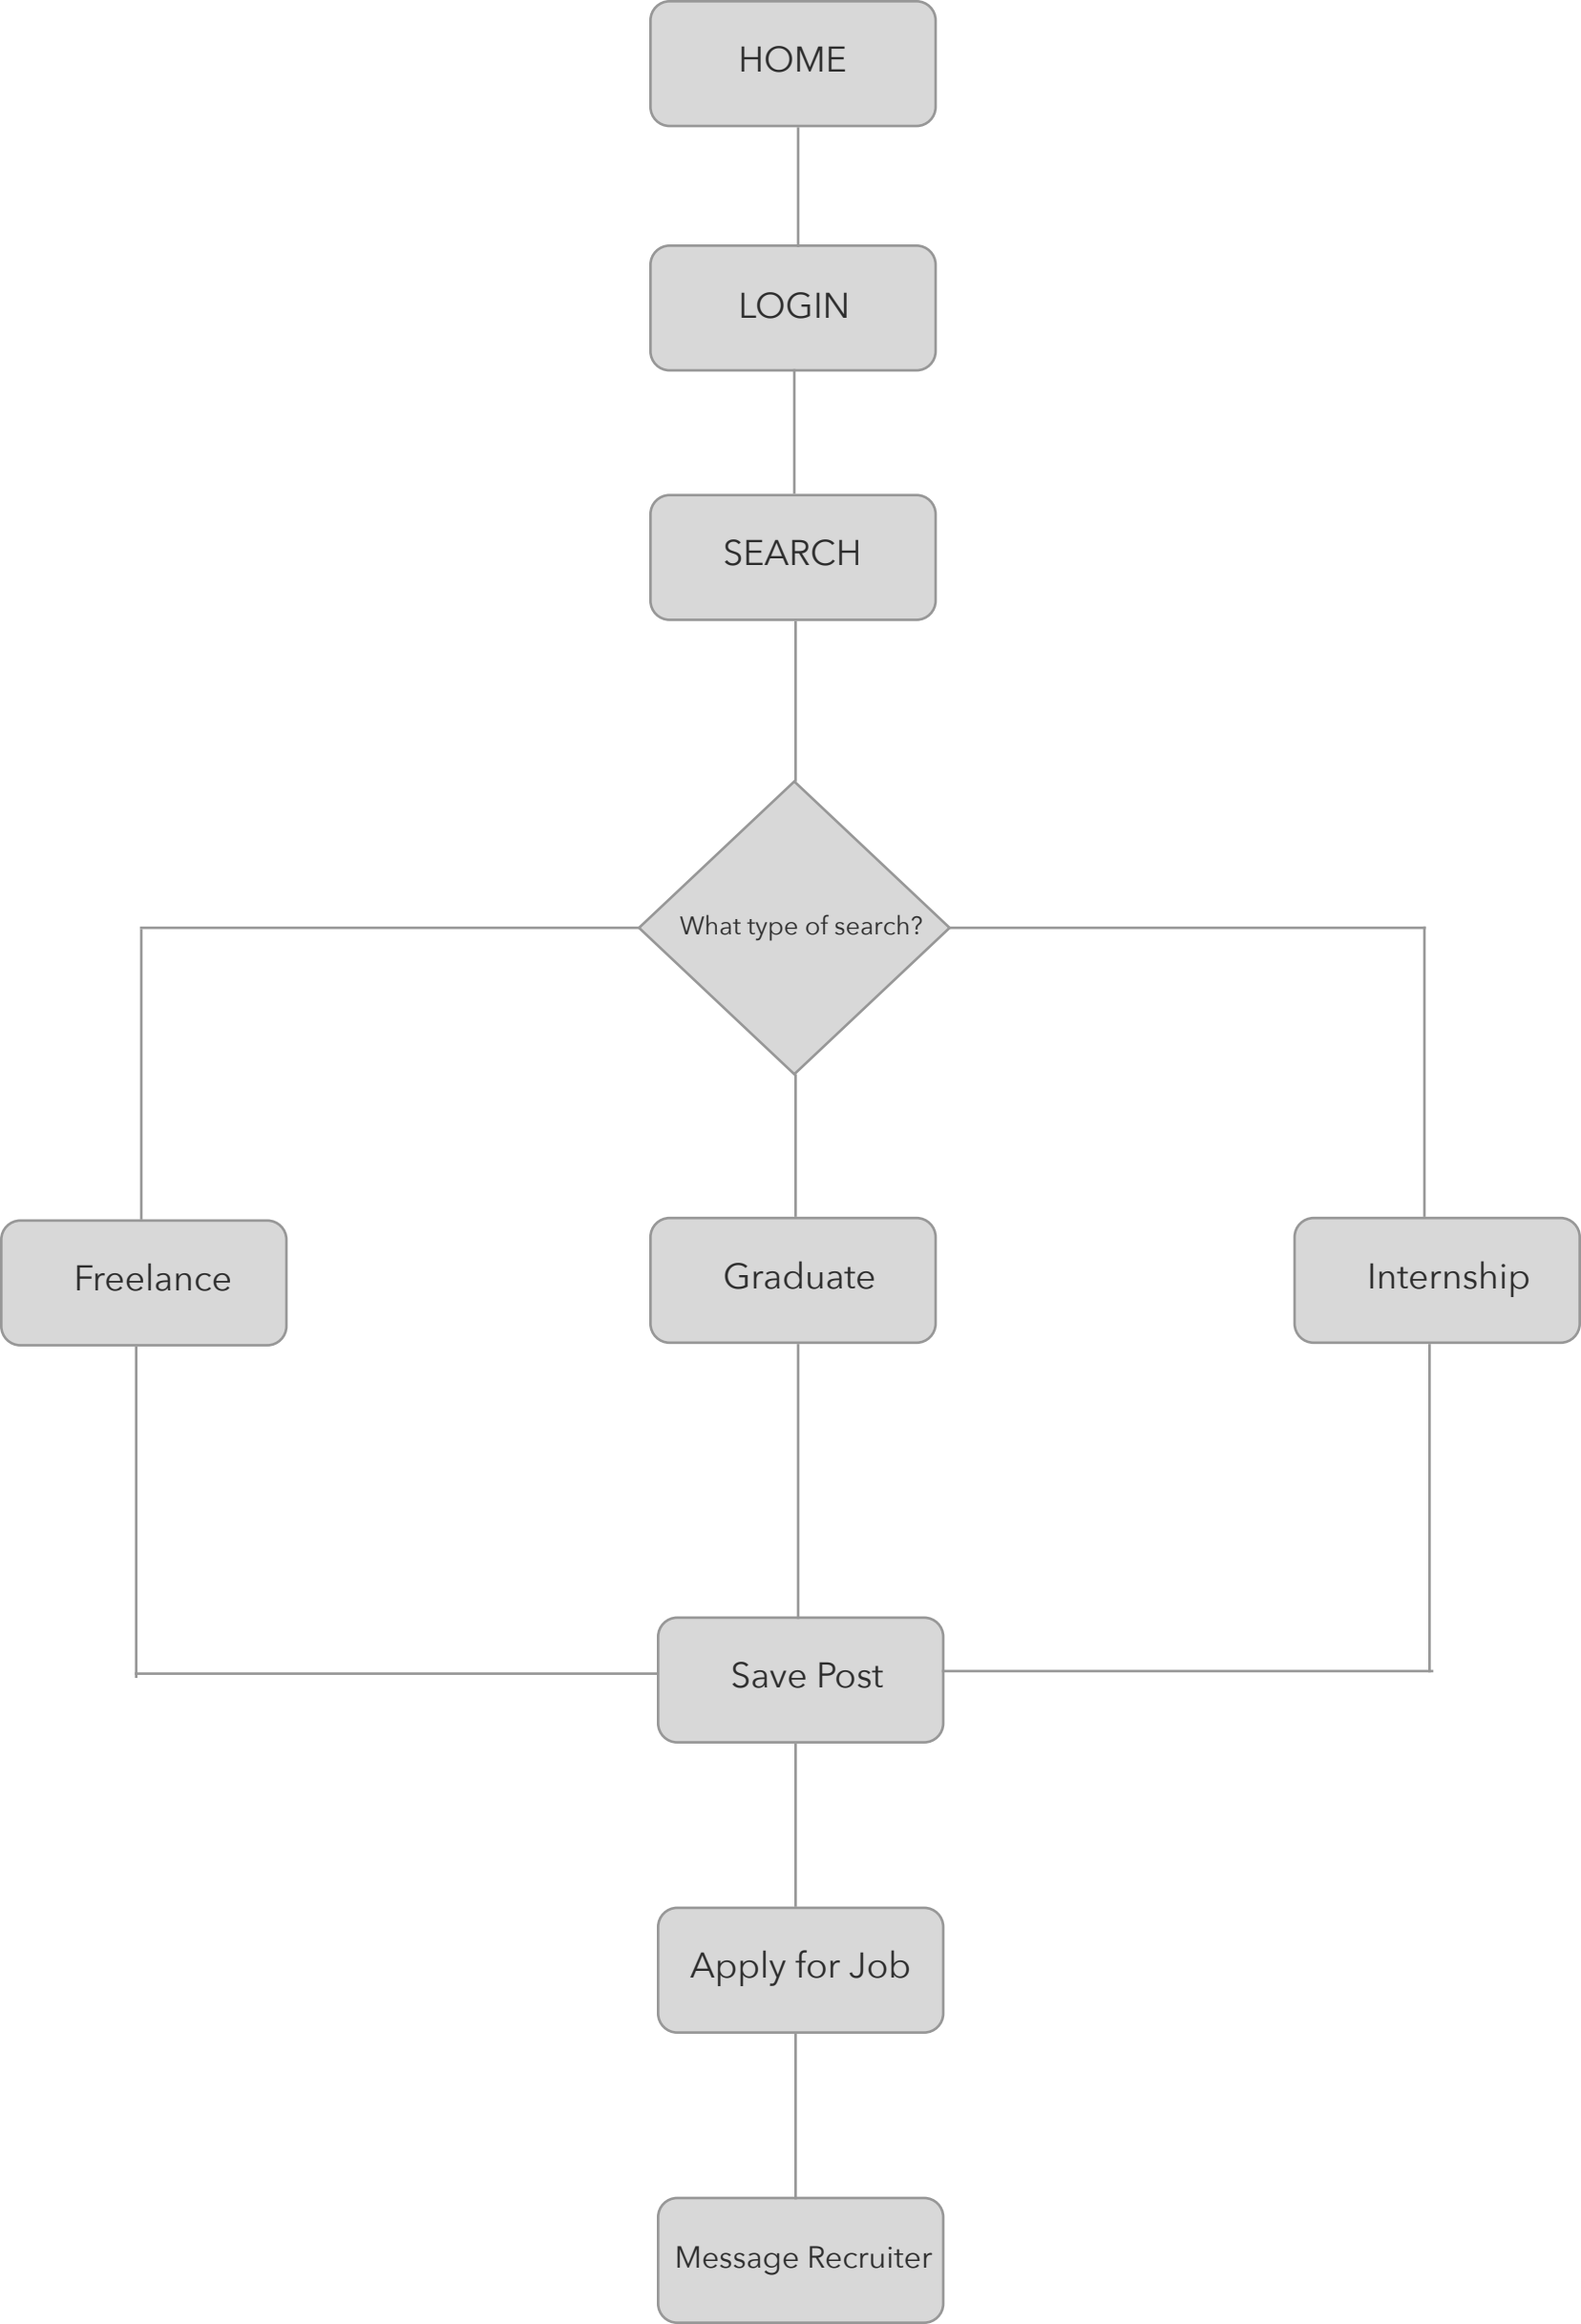 HOME
LOGIN
SEARCH
What type of search?
Freelance
Graduate
Internship
Save Post
Apply for Job
Message Recruiter